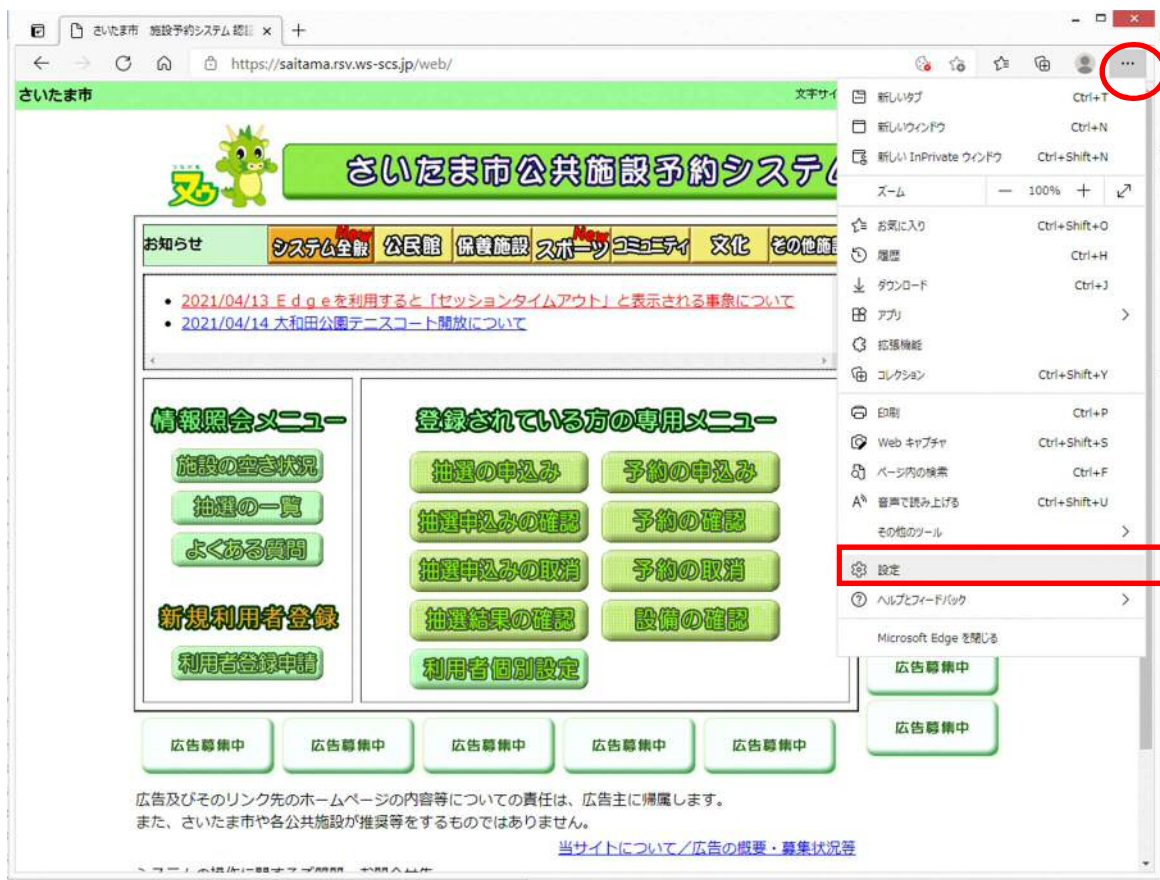 さいたま市 施設予約システム 認
https://saitama.rsv.ws-scs.jp/web/
さいたま市
文字サイ
ヌゥ
さいたま市公共施設予約システム
お知らせ
システム全般
New
公民館
保養施設
スポーツ
New
コミュニティ
文化
その他施設
2021/04/13 Ｅｄｇｅを利用すると「セッションタイムアウト」と表示される事象について
2021/04/14 大和田公園テニスコート開放について
情報照会メニュー
施設の空き状況
抽選の一覧
よくある質問
新規利用者登録
利用者登録申請
登録されている方の専用メニュー
抽選の申込み
予約の申込み
抽選申込みの確認
予約の確認
抽選申込みの取消
予約の取消
抽選結果の確認
設備の確認
利用者個別設定
新しいタブ Ctrl+T
新しいウィンドウ Ctrl+N
新しい InPrivate ウィンドウ Ctrl+Shift+N
ズーム — 100% +
お気に入り Ctrl+Shift+O
履歴 Ctrl+H
ダウンロード Ctrl+J
アプリ
拡張機能
コレクション Ctrl+Shift+Y
印刷 Ctrl+P
Web キャプチャ Ctrl+Shift+S
ページ内の検索 Ctrl+F
音声で読み上げる Ctrl+Shift+U
その他のツール
設定
ヘルプとフィードバック
Microsoft Edge を閉じる
広告募集中
広告募集中
広告募集中
広告募集中
広告募集中
広告募集中
広告募集中
広告及びそのリンク先のホームページの内容等についての責任は、広告主に帰属します。
また、さいたま市や各公共施設が推奨等をするものではありません。
当サイトについて／広告の概要・募集状況等